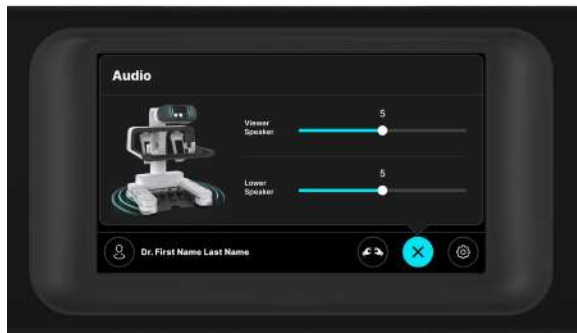 Audio
5
Viewer
Speaker
5
Lower
Speaker
Dr. First Name Last Name